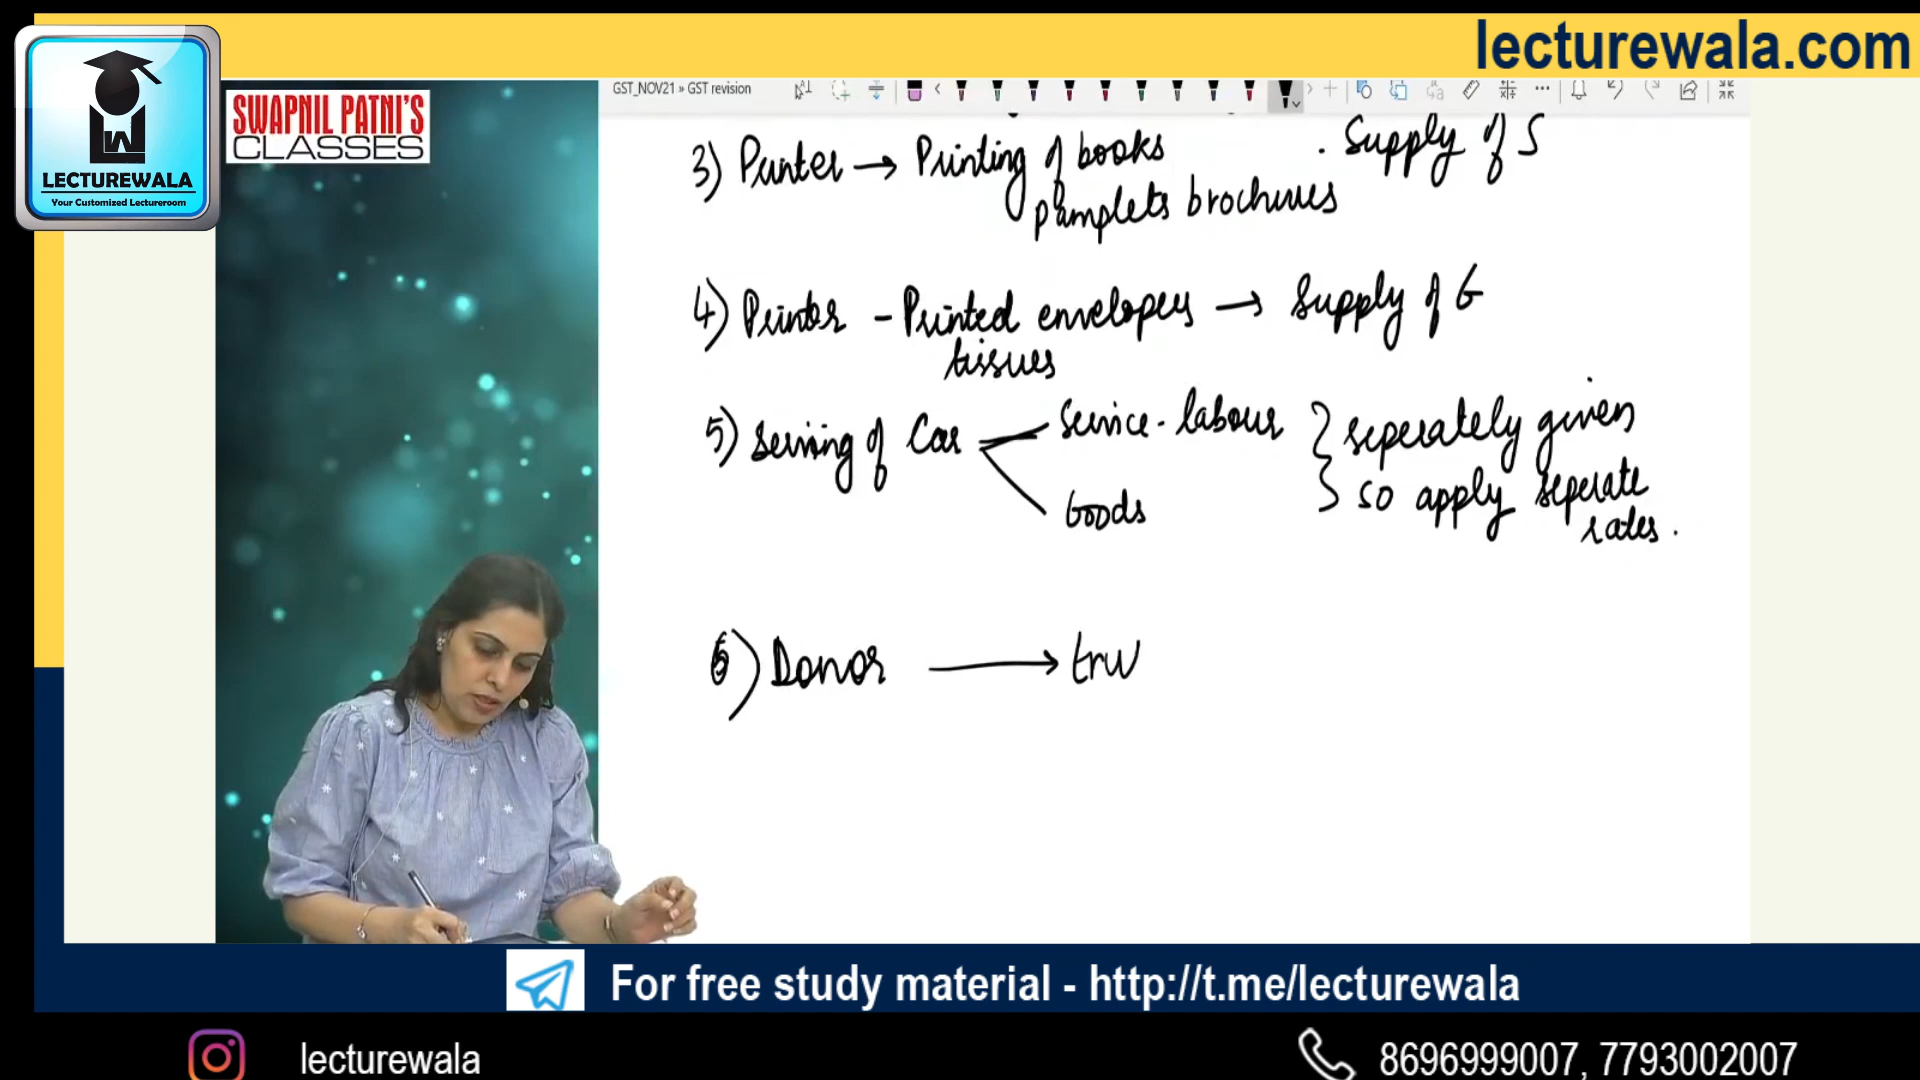 lecturewala.com
SWAPNIL PATNI'S
CLASSES
LECTUREWALA
Your Customized Lectureroom
GST_NOV21 » GST revision
3) Printer → Printing of books . Supply of S
pamplets brochures
4) Printer - Printed envelopes → Supply of G
tissues
5) Serving of Car Service - labour } seperately given
Goods so apply seperate
rates.
6) Donor → tru
For free study material - http://t.me/lecturewala
lecturewala
8696999007, 7793002007